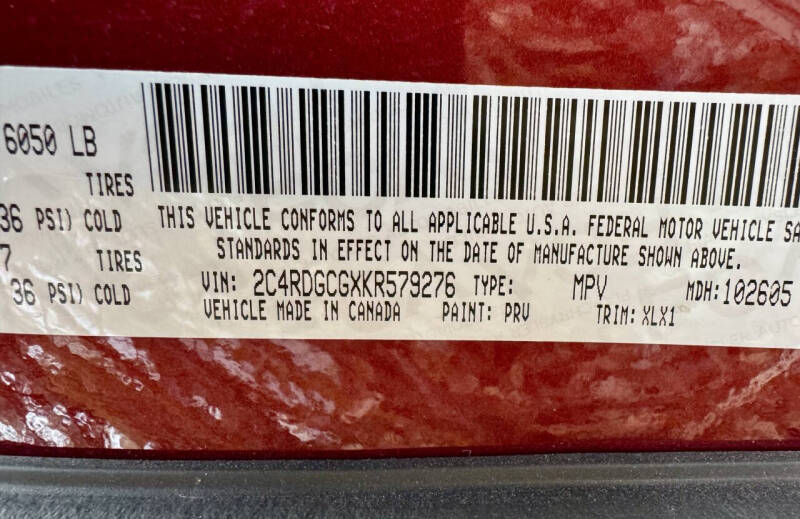 6050 LB
TIRES
36 PSI) COLD THIS VEHICLE CONFORMS TO ALL APPLICABLE U.S.A. FEDERAL MOTOR VEHICLE SA
7 TIRES STANDARDS IN EFFECT ON THE DATE OF MANUFACTURE SHOWN ABOVE.
36 PSI) COLD VIN: 2C4RDGCGXKR579276 TYPE: MPV MDH:102605
VEHICLE MADE IN CANADA PAINT: PRV TRIM: XLX1